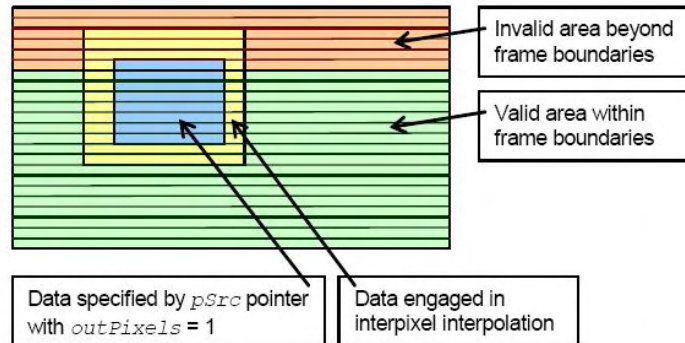 Invalid area beyond
frame boundaries
Valid area within
frame boundaries
Data specified by pSrc pointer
with outPixels = 1
Data engaged in
interpixel interpolation